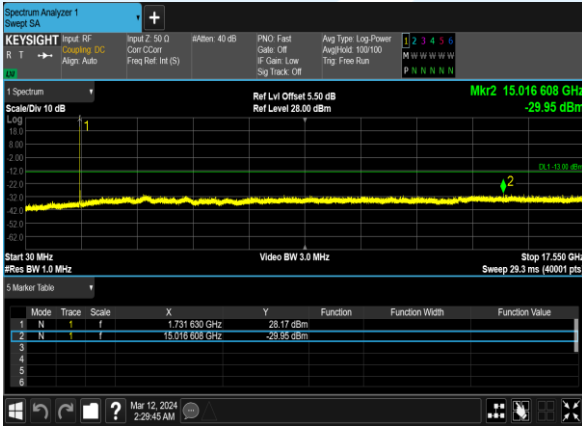 Spectrum Analyzer 1
Swept SA
+
KEYSIGHT Input: RF Input Z: 50 Ω #Atten: 40 dB PNO: Fast Avg Type: Log-Power 1 2 3 4 5 6
R T Coupling: DC Corr CCorr Gate: Off Avg|Hold: 100/100 M W W W W W
Align: Auto Freq Ref: Int (S) IF Gain: Low Trig: Free Run
LV Sig Track: Off P N N N N N
1 Spectrum Ref Lvl Offset 5.50 dB Mkr2 15.016 608 GHz
Scale/Div 10 dB Ref Level 28.00 dBm -29.95 dBm
Log
1
18.0
8.00
-2.00
-12.0 DL1 -13.00 dBm
-22.0 2
-32.0
-42.0
-52.0
-62.0
Start 30 MHz Video BW 3.0 MHz Stop 17.550 GHz
#Res BW 1.0 MHz Sweep 29.3 ms (40001 pts
5 Marker Table
Mode Trace Scale X Y Function Function Width Function Value
1 N 1 f 1.731 630 GHz 28.17 dBm
2 N 1 f 15.016 608 GHz -29.95 dBm
3
4
5
6
? Mar 12, 2024
2:29:45 AM